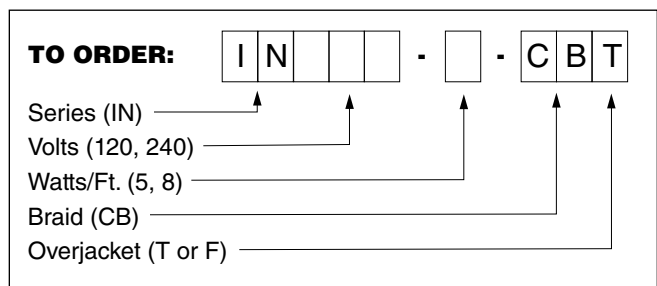 TO ORDER: I N - - C B T
Series (IN)
Volts (120, 240)
Watts/Ft. (5, 8)
Braid (CB)
Overjacket (T or F)